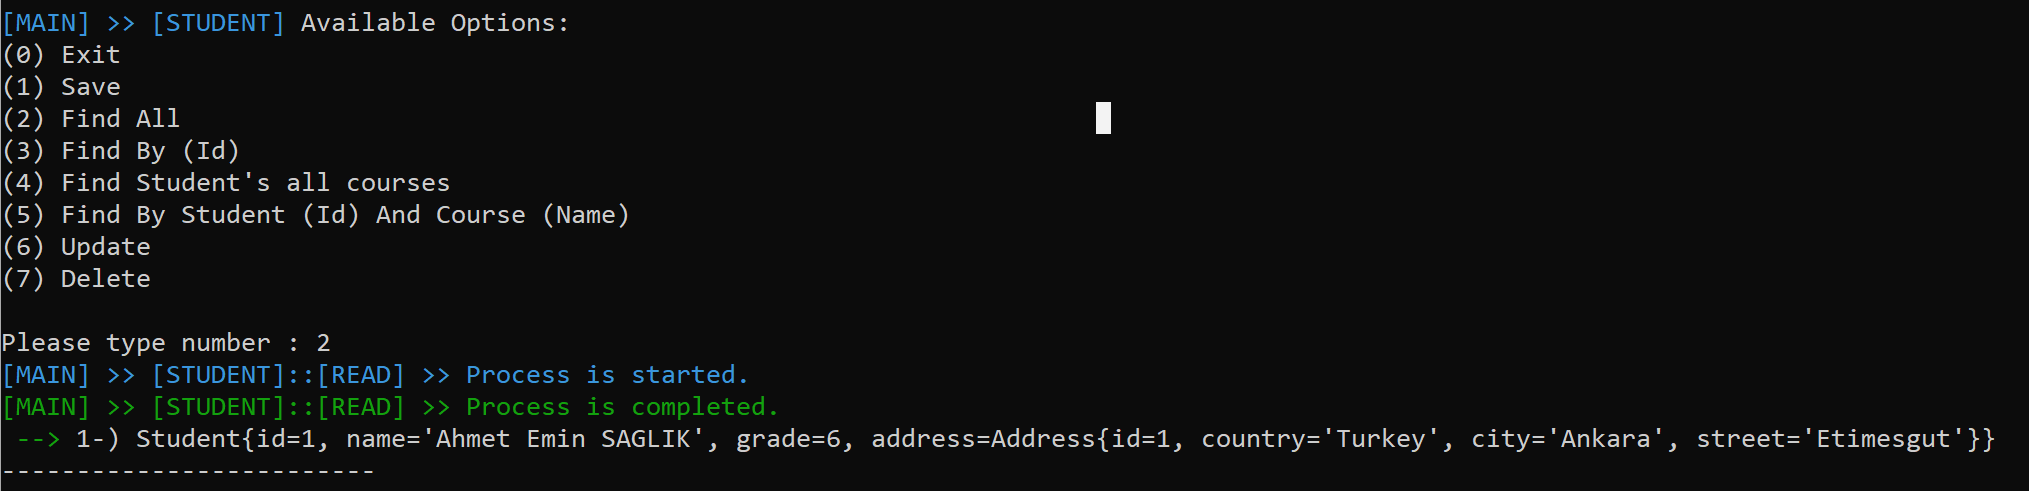 [MAIN] >> [STUDENT] Available Options:
(0) Exit
(1) Save
(2) Find All
(3) Find By (Id)
(4) Find Student's all courses
(5) Find By Student (Id) And Course (Name)
(6) Update
(7) Delete
Please type number : 2
[MAIN] >> [STUDENT]::[READ] >> Process is started.
[MAIN] >> [STUDENT]::[READ] >> Process is completed.
--> 1-) Student{id=1, name='Ahmet Emin SAGLIK', grade=6, address=Address{id=1, country='Turkey', city='Ankara', street='Etimesgut'}}
-------------------------